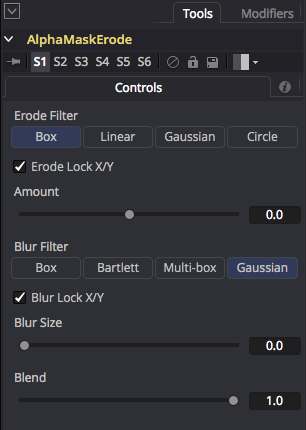 Tools Modifiers
AlphaMaskErode
S1 S2 S3 S4 S5 S6
Controls
Erode Filter
Box Linear Gaussian Circle
Erode Lock X/Y
Amount
0.0
Blur Filter
Box Bartlett Multi-box Gaussian
Blur Lock X/Y
Blur Size
0.0
Blend
1.0